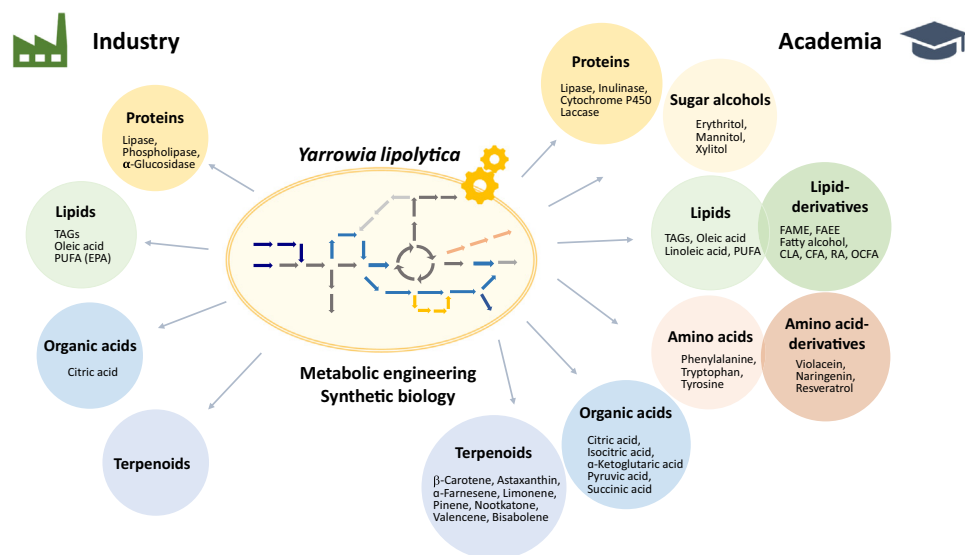 Industry
Academia
Proteins
Lipase,
Phospholipase,
α-Glucosidase
Lipids
TAGs
Oleic acid
PUFA (EPA)
Organic acids
Citric acid
Terpenoids
Yarrowia lipolytica
Metabolic engineering
Synthetic biology
Proteins
Lipase, Inulinase,
Cytochrome P450
Laccase
Sugar alcohols
Erythritol,
Mannitol,
Xylitol
Lipids
TAGs, Oleic acid
Linoleic acid, PUFA
Lipid-
derivatives
FAME, FAEE
Fatty alcohol,
CLA, CFA, RA, OCFA
Amino acids
Phenylalanine,
Tryptophan,
Tyrosine
Amino acid-
derivatives
Violacein,
Naringenin,
Resveratrol
Organic acids
Citric acid,
Isocitric acid,
α-Ketoglutaric acid
Pyruvic acid,
Succinic acid
Terpenoids
β-Carotene, Astaxanthin,
α-Farnesene, Limonene,
Pinene, Nootkatone,
Valencene, Bisabolene